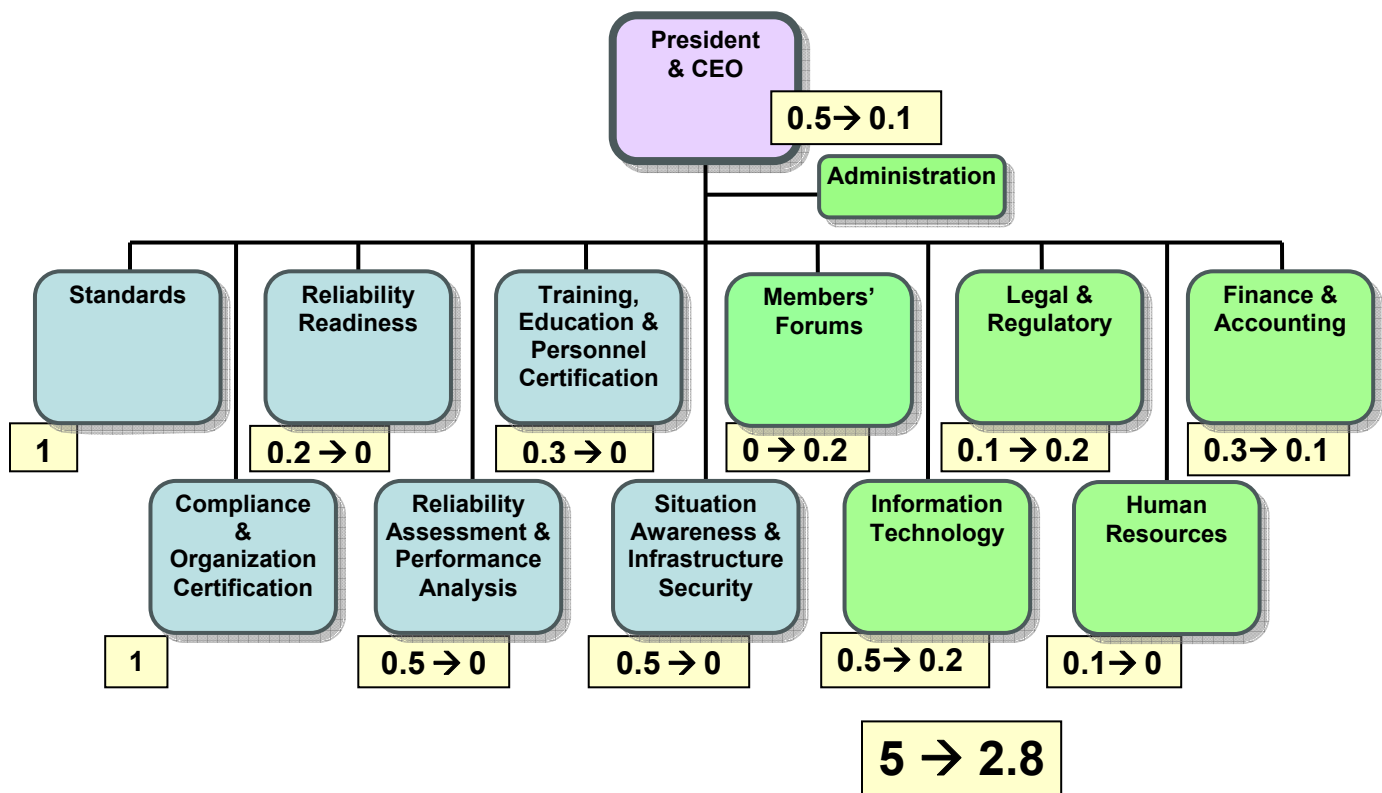 President
& CEO
0.5→ 0.1
Administration
Standards
1
Reliability
Readiness
0.2 → 0
Training,
Education &
Personnel
Certification
0.3 → 0
Members’
Forums
0 → 0.2
Legal &
Regulatory
0.1 → 0.2
Finance &
Accounting
0.3→ 0.1
Compliance
&
Organization
Certification
1
Reliability
Assessment &
Performance
Analysis
0.5 → 0
Situation
Awareness &
Infrastructure
Security
0.5 → 0
Information
Technology
0.5→ 0.2
Human
Resources
0.1→ 0
5 → 2.8